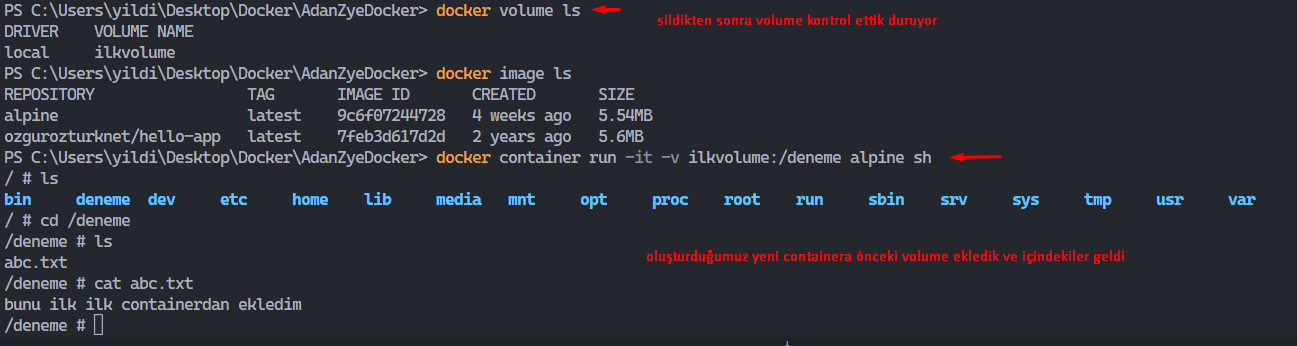 PS C:\Users\yildi\Desktop\Docker\AdanZyeDocker> docker volume ls
sildikten sonra volume kontrol ettik duruyor
DRIVER    VOLUME NAME
local     ilkvolume
PS C:\Users\yildi\Desktop\Docker\AdanZyeDocker> docker image ls
REPOSITORY                 TAG       IMAGE ID       CREATED       SIZE
alpine                     latest    9c6f07244728   4 weeks ago   5.54MB
ozgurozturknet/hello-app   latest    7feb3d617d2d   2 years ago   5.6MB
PS C:\Users\yildi\Desktop\Docker\AdanZyeDocker> docker container run -it -v ilkvolume:/deneme alpine sh
/ # ls
bin     deneme  dev     etc     home    lib     media   mnt     opt     proc    root    run     sbin    srv     sys     tmp     usr     var
/ # cd /deneme
/deneme # ls
oluşturduğumuz yeni containera önceki volume ekledik ve içindekiler geldi
abc.txt
/deneme # cat abc.txt
bunu ilk ilk containerdan ekledim
/deneme #